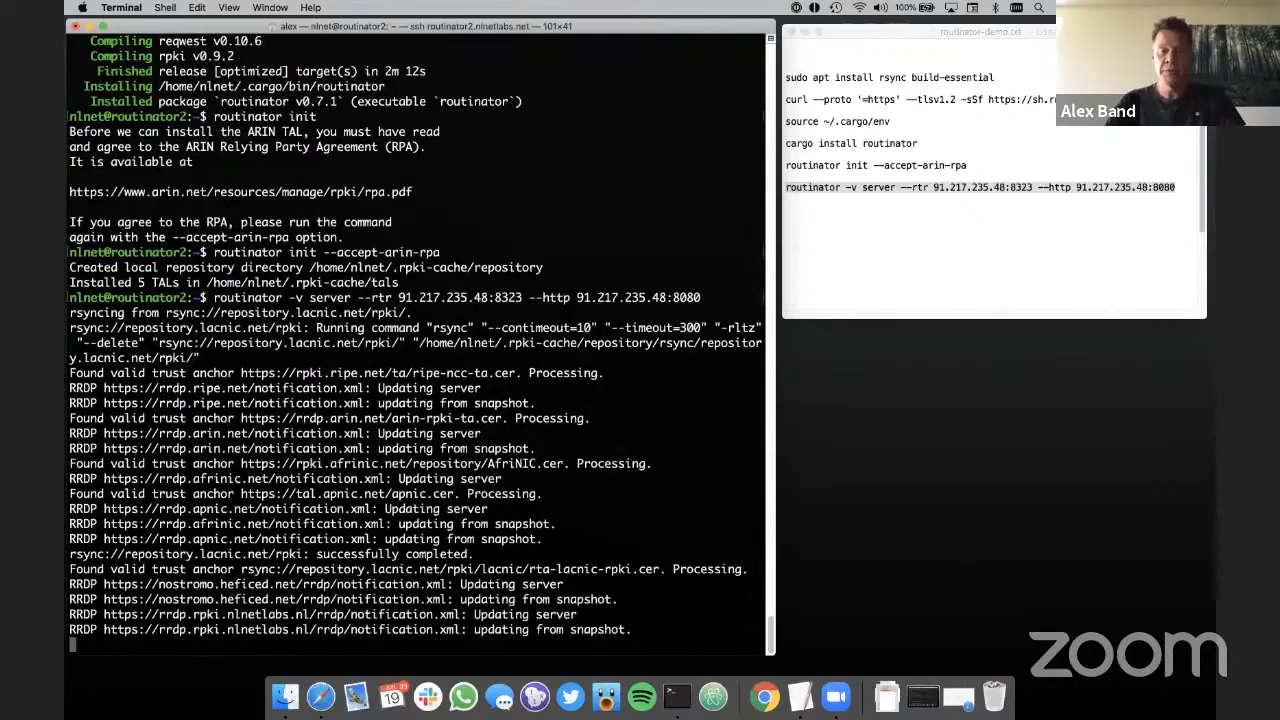 Terminal Shell Edit View Window Help
100%
alex — nlnet@routinator2: ~ — ssh routinator2.nlnetlabs.net — 101×41
Compiling reqwest v0.10.6
Compiling rpki v0.9.2
Finished release [optimized] target(s) in 2m 12s
Installing /home/nlnet/.cargo/bin/routinator
Installed package `routinator v0.7.1` (executable `routinator`)
nlnet@routinator2:~$ routinator init
Before we can install the ARIN TAL, you must have read
and agree to the ARIN Relying Party Agreement (RPA).
It is available at
https://www.arin.net/resources/manage/rpki/rpa.pdf
If you agree to the RPA, please run the command
again with the --accept-arin-rpa option.
nlnet@routinator2:~$ routinator init --accept-arin-rpa
Created local repository directory /home/nlnet/.rpki-cache/repository
Installed 5 TALs in /home/nlnet/.rpki-cache/tals
nlnet@routinator2:~$ routinator -v server --rtr 91.217.235.48:8323 --http 91.217.235.48:8080
rsyncing from rsync://repository.lacnic.net/rpki/.
rsync://repository.lacnic.net/rpki: Running command "rsync" "--contimeout=10" "--timeout=300" "-rltz"
"--delete" "rsync://repository.lacnic.net/rpki/" "/home/nlnet/.rpki-cache/repository/rsync/repositor
y.lacnic.net/rpki/"
Found valid trust anchor https://rpki.ripe.net/ta/ripe-ncc-ta.cer. Processing.
RRDP https://rrdp.ripe.net/notification.xml: Updating server
RRDP https://rrdp.ripe.net/notification.xml: updating from snapshot.
Found valid trust anchor https://rrdp.arin.net/arin-rpki-ta.cer. Processing.
RRDP https://rrdp.arin.net/notification.xml: Updating server
RRDP https://rrdp.arin.net/notification.xml: updating from snapshot.
Found valid trust anchor https://rpki.afrinic.net/repository/AfriNIC.cer. Processing.
RRDP https://rrdp.afrinic.net/notification.xml: Updating server
Found valid trust anchor https://tal.apnic.net/apnic.cer. Processing.
RRDP https://rrdp.apnic.net/notification.xml: Updating server
RRDP https://rrdp.afrinic.net/notification.xml: updating from snapshot.
RRDP https://rrdp.apnic.net/notification.xml: updating from snapshot.
rsync://repository.lacnic.net/rpki: successfully completed.
Found valid trust anchor rsync://repository.lacnic.net/rpki/lacnic/rta-lacnic-rpki.cer. Processing.
RRDP https://nostromo.heficed.net/rrdp/notification.xml: Updating server
RRDP https://nostromo.heficed.net/rrdp/notification.xml: updating from snapshot.
RRDP https://rrdp.rpki.nlnetlabs.nl/rrdp/notification.xml: Updating server
RRDP https://rrdp.rpki.nlnetlabs.nl/rrdp/notification.xml: updating from snapshot.
routinator-demo.txt
sudo apt install rsync build-essential
curl --proto '=https' --tlsv1.2 -sSf https://sh.r
source ~/.cargo/env
cargo install routinator
routinator init --accept-arin-rpa
routinator -v server --rtr 91.217.235.48:8323 --http 91.217.235.48:8080
Alex Band
zoom
19